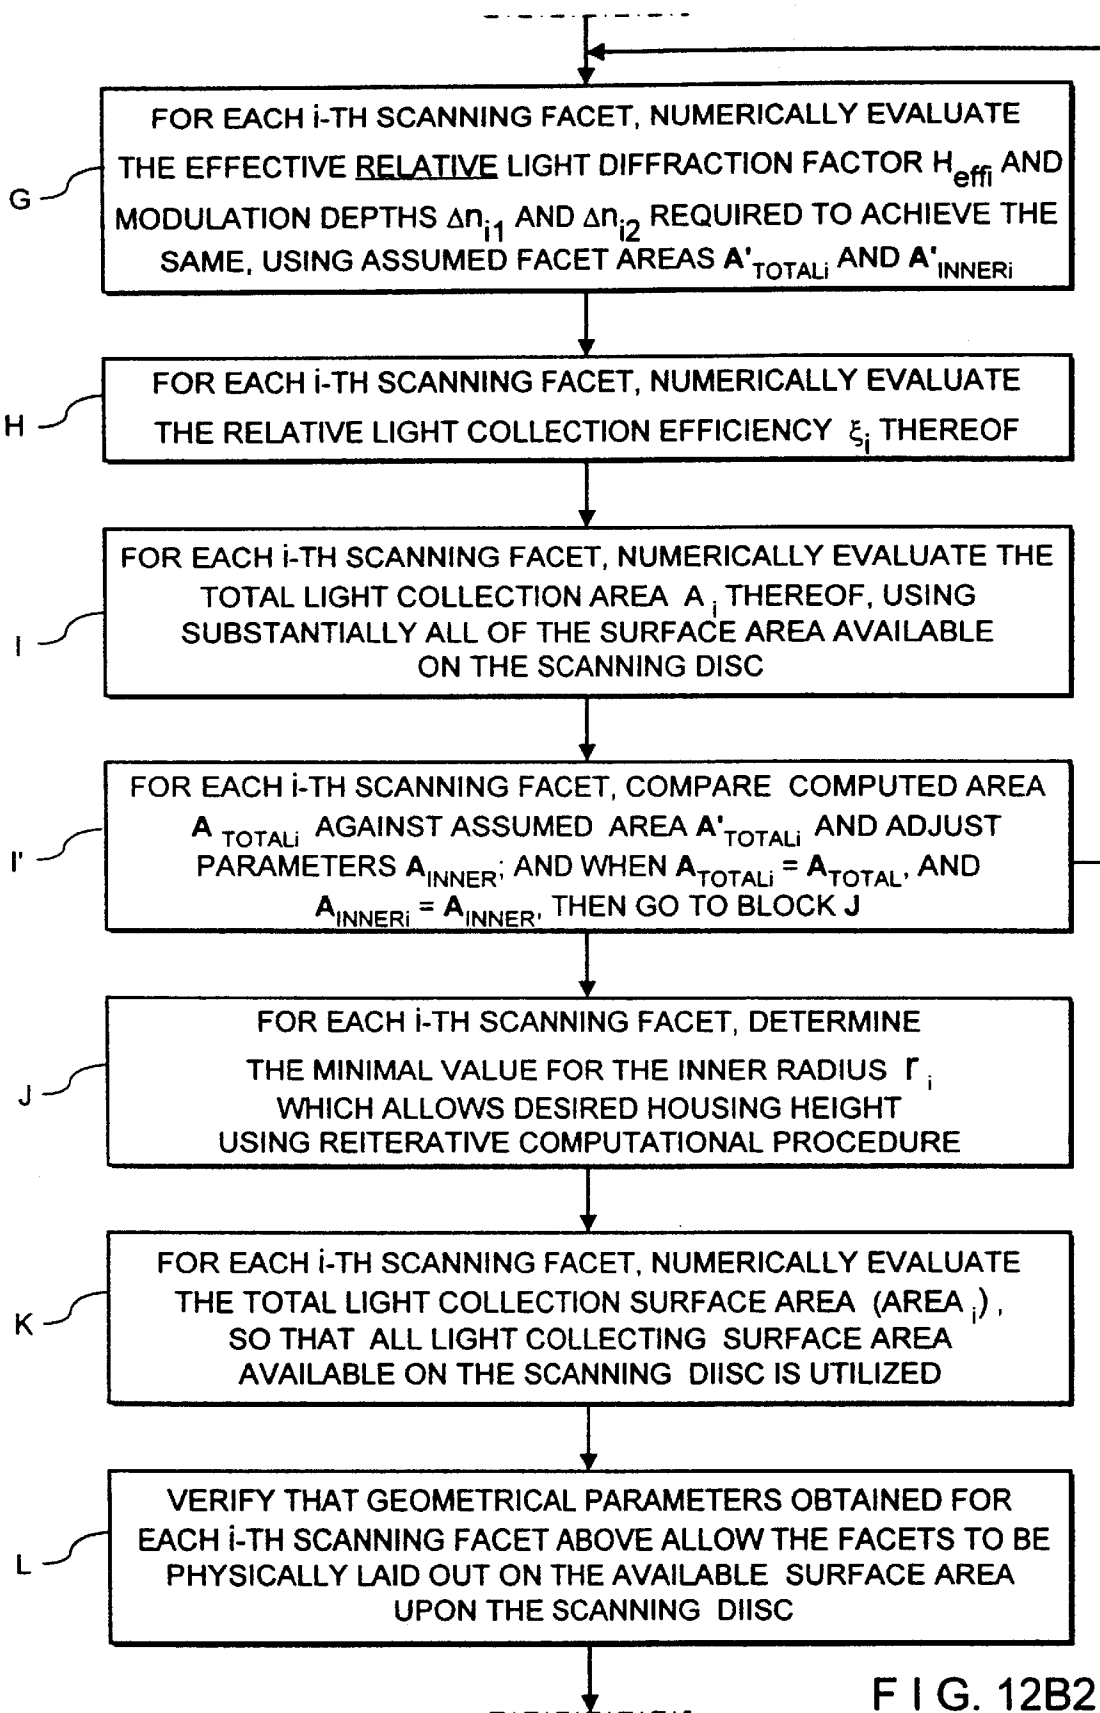 FOR EACH i-TH SCANNING FACET, NUMERICALLY EVALUATE
THE EFFECTIVE RELATIVE LIGHT DIFFRACTION FACTOR Heffi AND
G
MODULATION DEPTHS Δni1 AND Δni2 REQUIRED TO ACHIEVE THE
SAME, USING ASSUMED FACET AREAS A'TOTALi AND A'INNERi
FOR EACH i-TH SCANNING FACET, NUMERICALLY EVALUATE
H
THE RELATIVE LIGHT COLLECTION EFFICIENCY ξi THEREOF
FOR EACH i-TH SCANNING FACET, NUMERICALLY EVALUATE THE
TOTAL LIGHT COLLECTION AREA Ai THEREOF, USING
I
SUBSTANTIALLY ALL OF THE SURFACE AREA AVAILABLE
ON THE SCANNING DISC
FOR EACH i-TH SCANNING FACET, COMPARE COMPUTED AREA
A TOTALi AGAINST ASSUMED AREA A'TOTALi AND ADJUST
I'
PARAMETERS AINNER; AND WHEN ATOTALi = ATOTAL, AND
AINNERi = AINNER, THEN GO TO BLOCK J
FOR EACH i-TH SCANNING FACET, DETERMINE
THE MINIMAL VALUE FOR THE INNER RADIUS ri
J
WHICH ALLOWS DESIRED HOUSING HEIGHT
USING REITERATIVE COMPUTATIONAL PROCEDURE
FOR EACH i-TH SCANNING FACET, NUMERICALLY EVALUATE
THE TOTAL LIGHT COLLECTION SURFACE AREA (AREA i),
K
SO THAT ALL LIGHT COLLECTING SURFACE AREA
AVAILABLE ON THE SCANNING DIISC IS UTILIZED
VERIFY THAT GEOMETRICAL PARAMETERS OBTAINED FOR
EACH i-TH SCANNING FACET ABOVE ALLOW THE FACETS TO BE
L
PHYSICALLY LAID OUT ON THE AVAILABLE SURFACE AREA
UPON THE SCANNING DIISC
F I G. 12B2